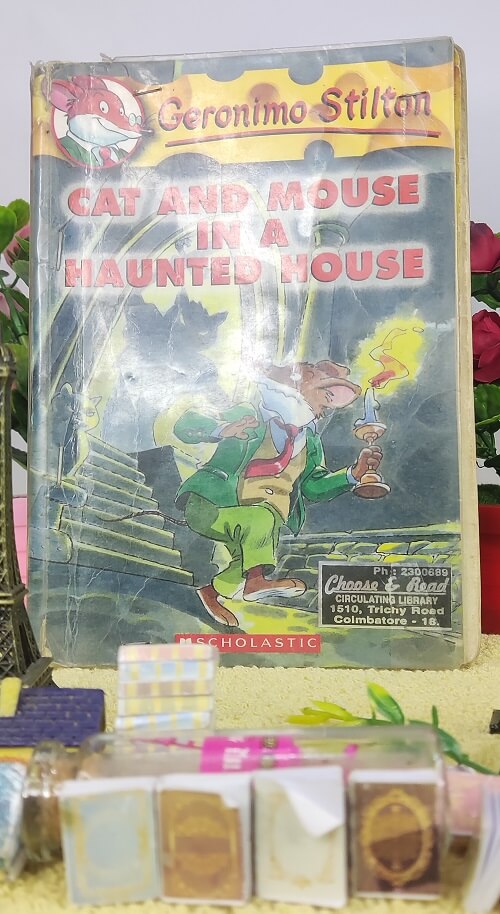 Geronimo Stilton
CAT AND MOUSE
IN A
HAUNTED HOUSE
Ph : 2300689
Choose & Read
CIRCULATING LIBRARY
1510, Trichy Road
Coimbatore - 18.
SCHOLASTIC